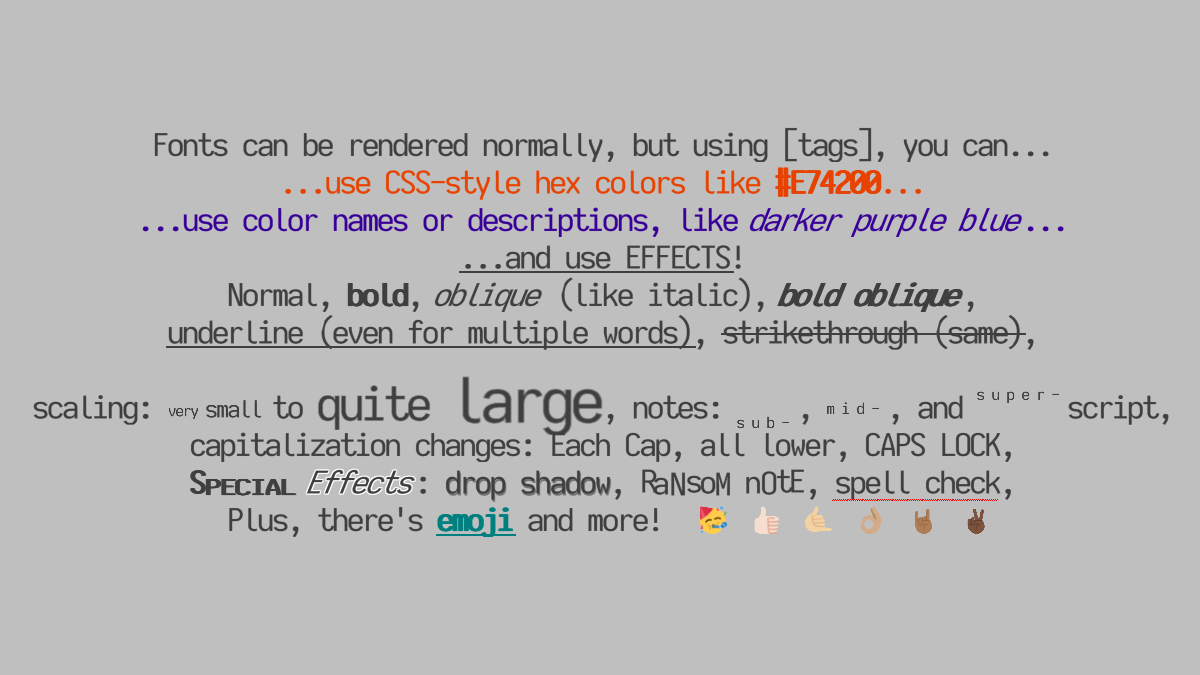 Fonts can be rendered normally, but using [tags], you can...
...use CSS-style hex colors like #E74200...
...use color names or descriptions, like darker purple blue...
...and use EFFECTS!
Normal, bold, oblique (like italic), bold oblique,
underline (even for multiple words), strikethrough (same),
scaling: very small to quite large, notes: sub-, mid-, and super-script,
capitalization changes: Each Cap, all lower, CAPS LOCK,
Special Effects: drop shadow, RaNsoM nOtE, spell check,
Plus, there's emoji and more! 🥳 👍🏻 🤙🏼 👌🏽 🤘🏾 ✌🏿